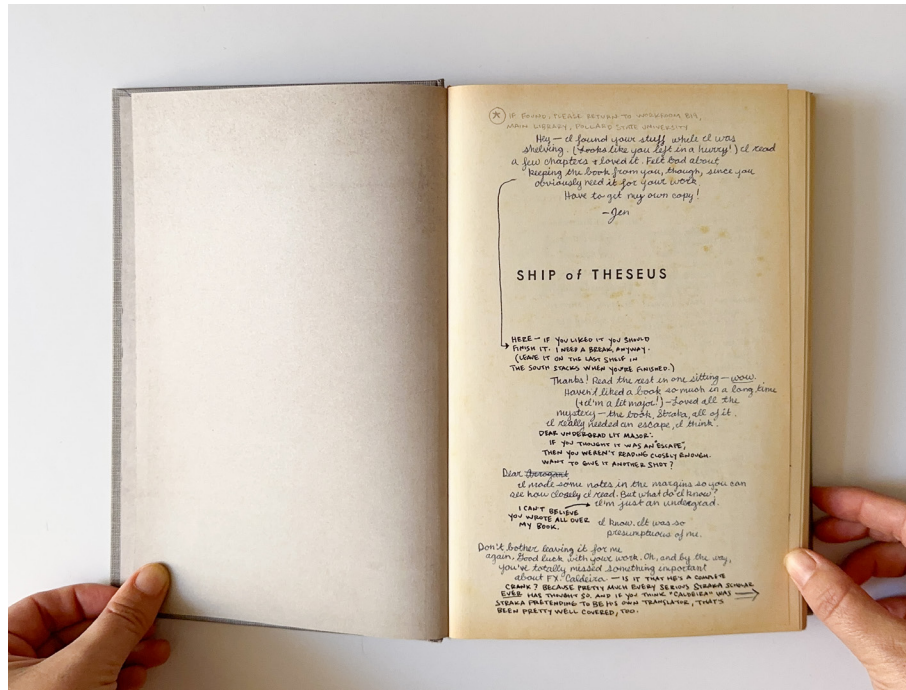 IF FOUND, PLEASE RETURN TO WORKROOM B19,
MAIN LIBRARY, POLLARD STATE UNIVERSITY
Hey — I found your stuff while I was
shelving. (Looks like you left in a hurry!) I read
a few chapters + loved it. Felt bad about
keeping the book from you, though, since you
obviously need it for your work.
Have to get my own copy!
—Jen
SHIP of THESEUS
HERE — IF YOU LIKED IT YOU SHOULD
FINISH IT. I NEED A BREAK, ANYWAY.
(LEAVE IT ON THE LAST SHELF IN
THE SOUTH STACKS WHEN YOU'RE FINISHED.)
Thanks! Read the rest in one sitting — wow.
Haven't liked a book so much in a long time
(+ I'm a lit major!) — Loved all the
mystery — the book, Straka, all of it.
I really needed an escape, I think.
DEAR UNDERGRAD LIT MAJOR:
IF YOU THOUGHT IT WAS AN "ESCAPE",
THEN YOU WEREN'T READING CLOSELY ENOUGH.
WANT TO GIVE IT ANOTHER SHOT?
Dear Arrogant
I made some notes in the margins so you can
see how closely I read. But what do I know?
I'm just an undergrad.
I CAN'T BELIEVE
YOU WROTE ALL OVER
MY BOOK.
I know. It was so
presumptuous of me.
Don't bother leaving it for me
again. Good luck with your work. Oh, and by the way,
you've totally missed something important
about FX. Caldeira — IS IT THAT HE'S A COMPLETE
CRANK? BECAUSE PRETTY MUCH EVERY SERIOUS STRAKA SCHOLAR
EVER HAS THOUGHT SO. AND IF YOU THINK "CALDEIRA" WAS
STRAKA PRETENDING TO BE HIS OWN TRANSLATOR, THAT'S
BEEN PRETTY WELL COVERED, TOO.